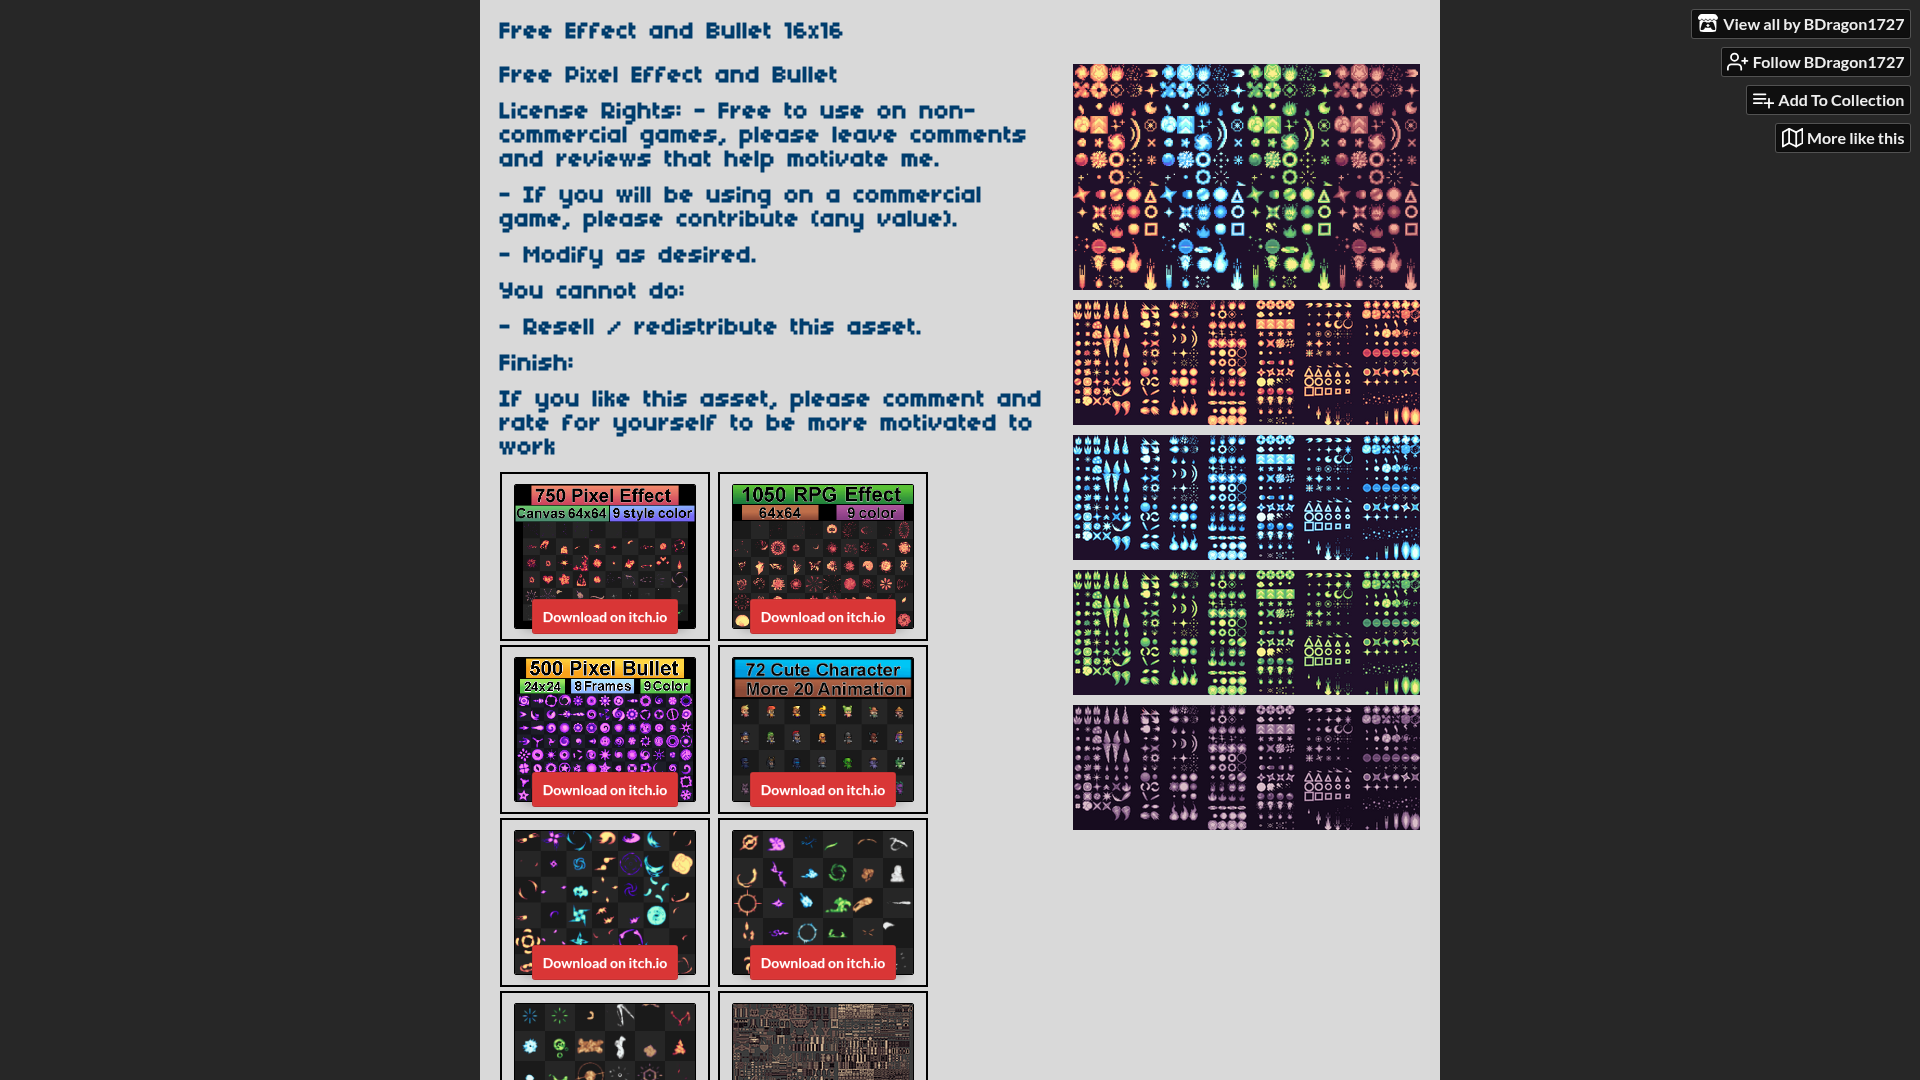 Free Effect and Bullet 16x16
Free Pixel Effect and Bullet
License Rights: - Free to use on non-
commercial games, please leave comments
and reviews that help motivate me.
- If you will be using on a commercial
game, please contribute (any value).
- Modify as desired.
You cannot do:
- Resell / redistribute this asset.
Finish:
If you like this asset, please comment and
rate for yourself to be more motivated to
work
750 Pixel Effect
Canvas 64x64 9 style color
Download on itch.io
1050 RPG Effect
64x64 9 color
Download on itch.io
500 Pixel Bullet
24x24 8 Frames 9 Color
Download on itch.io
72 Cute Character
More 20 Animation
Download on itch.io
Download on itch.io
Download on itch.io
View all by BDragon1727
Follow BDragon1727
Add To Collection
More like this